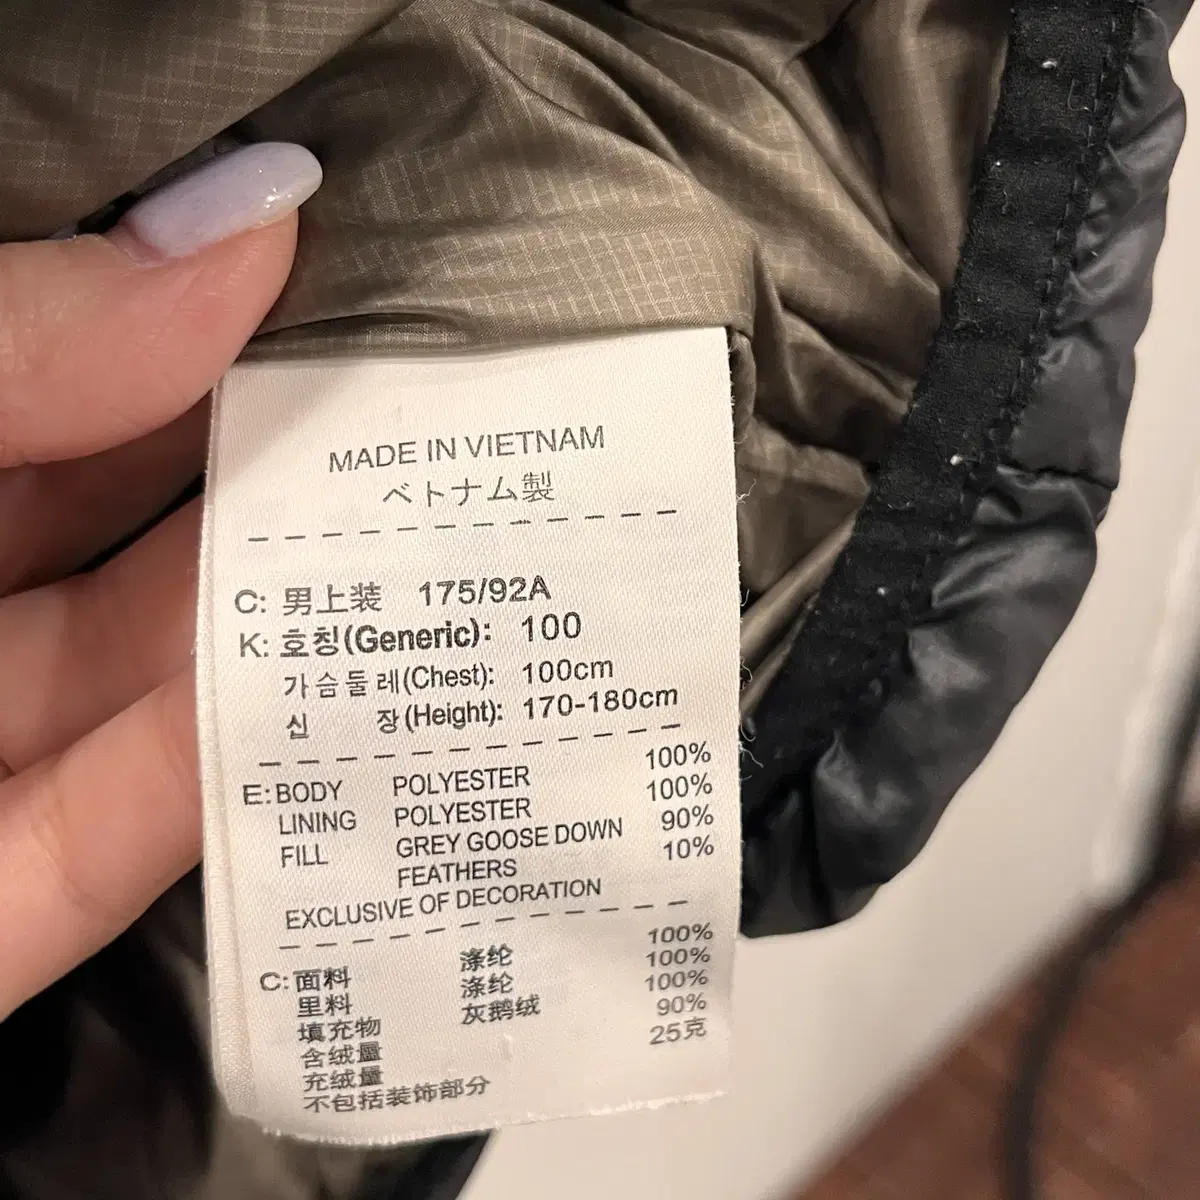 MADE IN VIETNAM
ベトナム製
C: 男上装 175/92A
K: 호칭(Generic): 100
가슴둘레(Chest): 100cm
신 장(Height): 170-180cm
E: BODY POLYESTER 100%
LINING POLYESTER 100%
FILL GREY GOOSE DOWN 90%
FEATHERS 10%
EXCLUSIVE OF DECORATION
C: 面料 涤纶 100%
里料 涤纶 100%
填充物 灰鹅绒 100%
含绒量 90%
充绒量 25克
不包括装饰部分